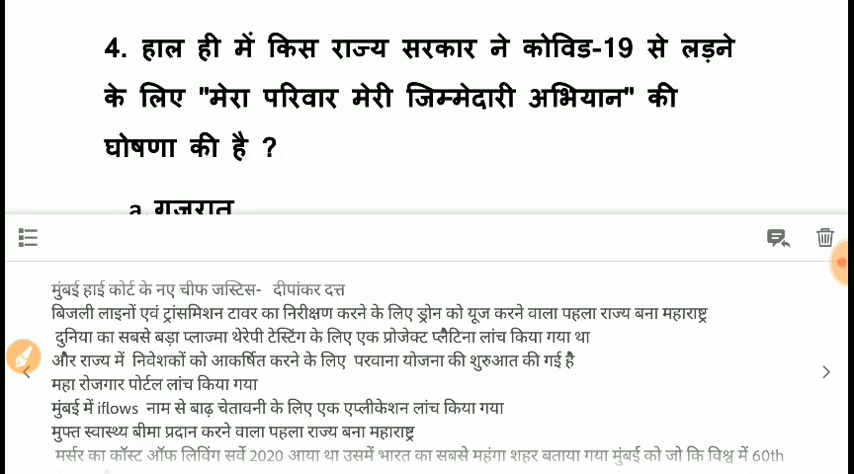 4. हाल ही में किस राज्य सरकार ने कोविड-19 से लड़ने
के लिए "मेरा परिवार मेरी जिम्मेदारी अभियान" की
घोषणा की है ?
a. गुजरात
मुंबई हाई कोर्ट के नए चीफ जस्टिस- दीपांकर दत्त
बिजली लाइनों एवं ट्रांसमिशन टावर का निरीक्षण करने के लिए ड्रोन को यूज करने वाला पहला राज्य बना महाराष्ट्र
दुनिया का सबसे बड़ा प्लाज्मा थेरेपी टेस्टिंग के लिए एक प्रोजेक्ट प्लैटिना लांच किया गया था
और राज्य में निवेशकों को आकर्षित करने के लिए परवाना योजना की शुरुआत की गई है
महा रोजगार पोर्टल लांच किया गया
मुंबई में iflows नाम से बाढ़ चेतावनी के लिए एक एप्लीकेशन लांच किया गया
मुफ्त स्वास्थ्य बीमा प्रदान करने वाला पहला राज्य बना महाराष्ट्र
मर्सर का कॉस्ट ऑफ लिविंग सर्वे 2020 आया था उसमें भारत का सबसे महंगा शहर बताया गया मुंबई को जो कि विश्व में 60th